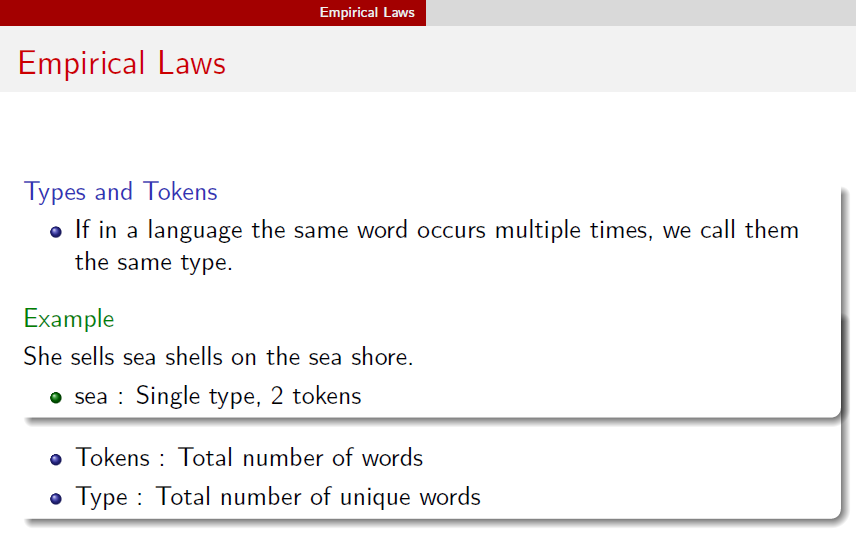 Empirical Laws
Empirical Laws
Types and Tokens
If in a language the same word occurs multiple times, we call them
the same type.
Example
She sells sea shells on the sea shore.
sea : Single type, 2 tokens
Tokens : Total number of words
Type : Total number of unique words